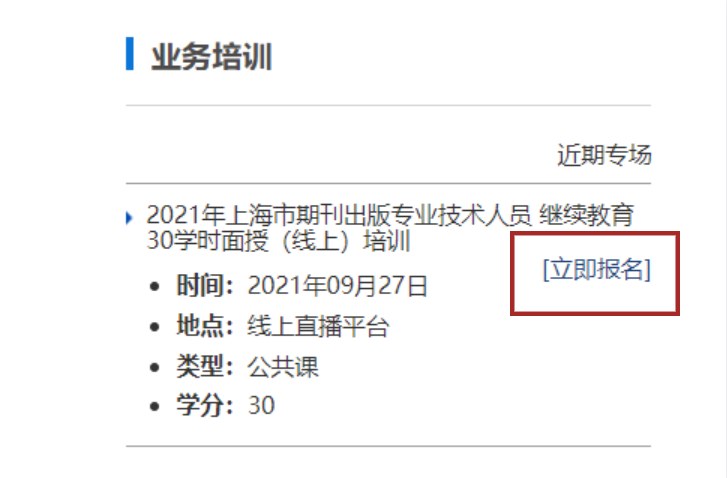 业务培训
近期专场
2021年上海市期刊出版专业技术人员 继续教育
30学时面授（线上）培训
[立即报名]
时间：2021年09月27日
地点：线上直播平台
类型：公共课
学分：30